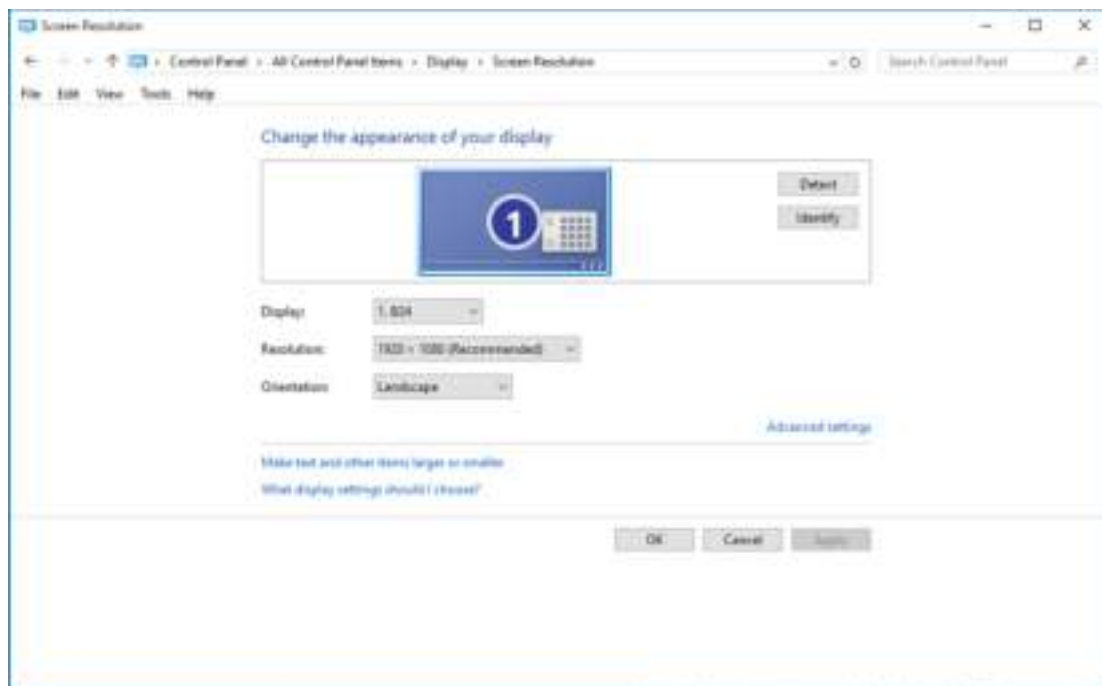 Screen Resolution
Control Panel › All Control Panel Items › Display › Screen Resolution
Search Control Panel
File Edit View Tools Help
Change the appearance of your display
1
Detect
Identify
Display:
Resolution: 1920 × 1080 (Recommended)
Orientation: Landscape
Advanced settings
Make text and other items larger or smaller
What display settings should I choose?
OK Cancel Apply